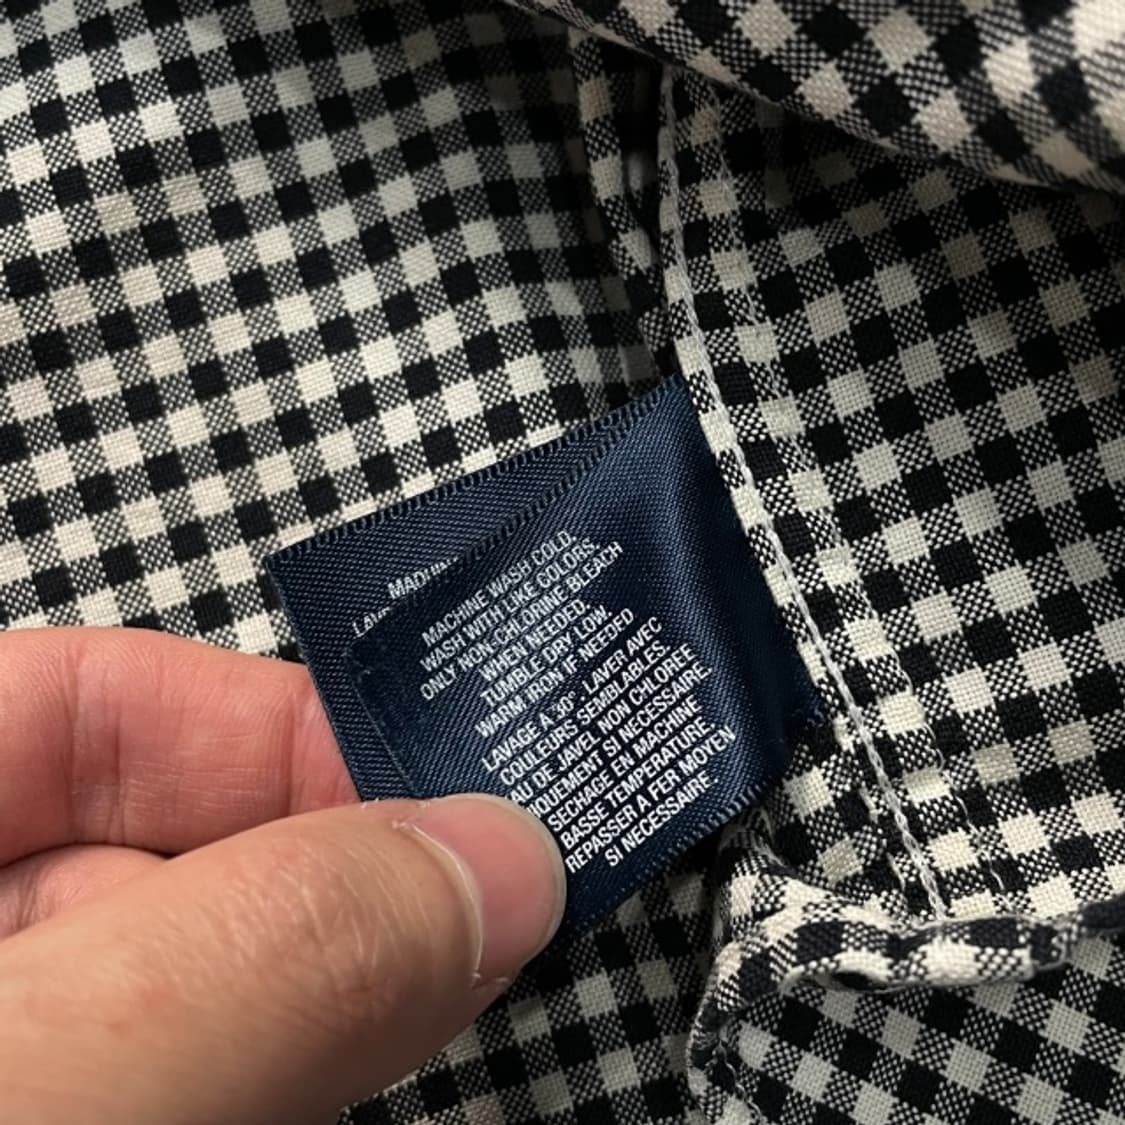 MACHINE WASH COLD.
WASH WITH LIKE COLORS.
ONLY NON-CHLORINE BLEACH
WHEN NEEDED.
TUMBLE DRY LOW.
WARM IRON IF NEEDED
LAVAGE A 30°. LAVER AVEC
COULEURS SEMBLABLES.
DE JAVEL NON CHLOREE
SI NECESSAIRE.
SECHAGE EN MACHINE
BASSE TEMPERATURE.
REPASSER A FER MOYEN
SI NECESSAIRE.